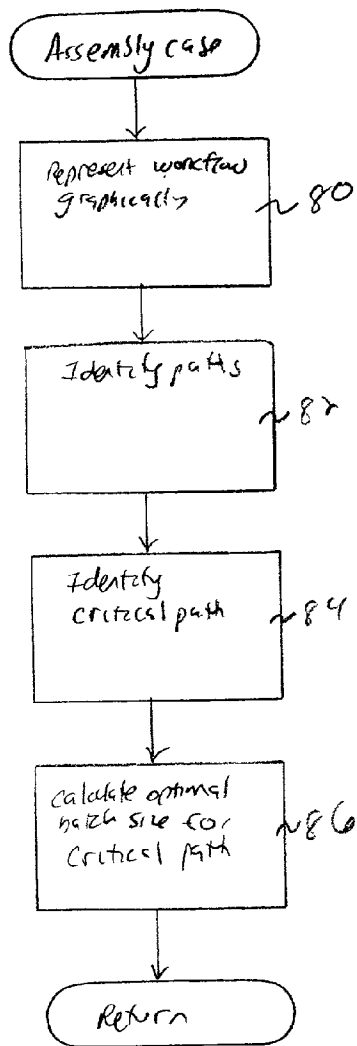 Assembly case
Represent workflow
graphically
80
Identify paths
82
Identify
critical path
84
calculate optimal
batch size for
critical path
86
Return